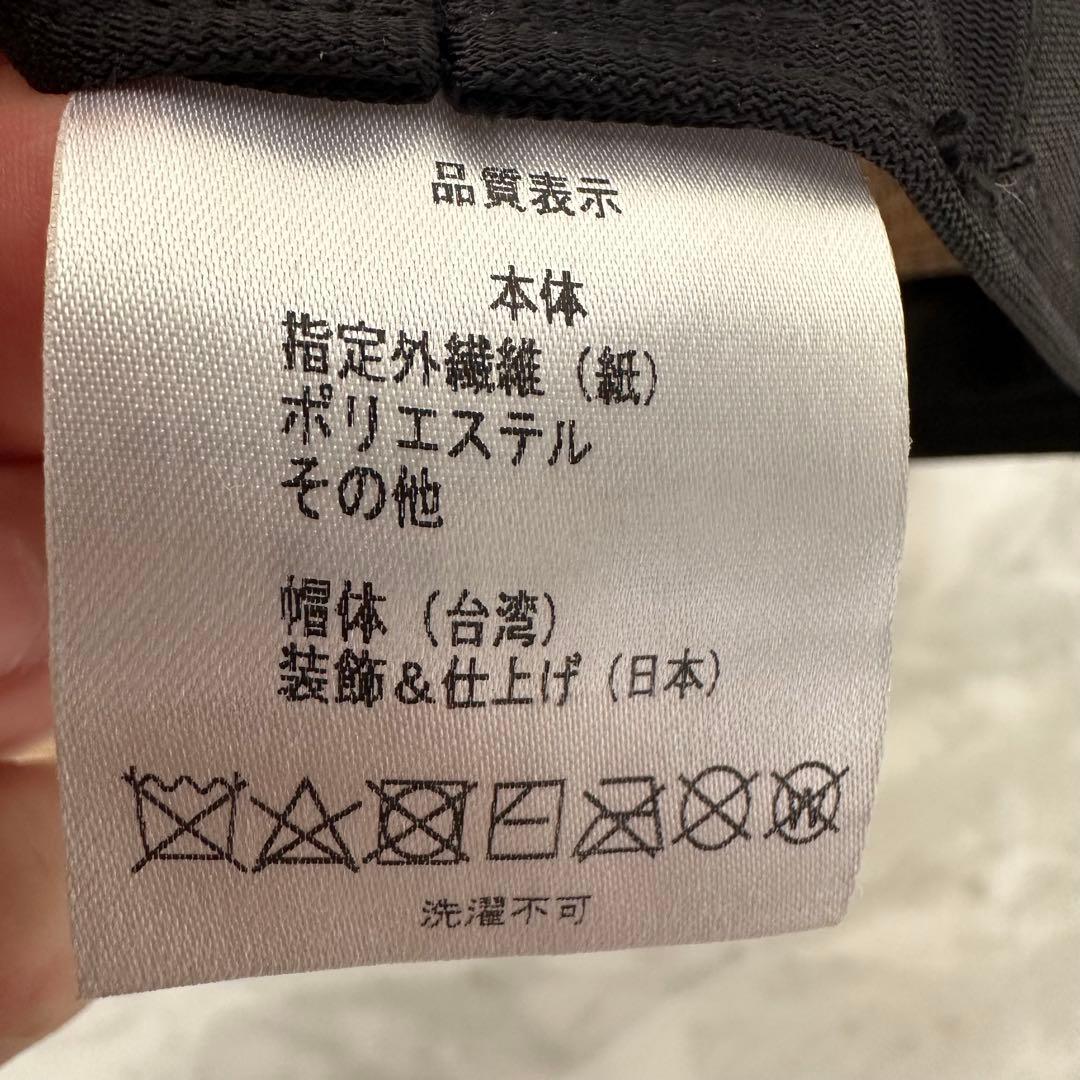 品質表示
本体
指定外繊維（紙）
ポリエステル
その他
帽体（台湾）
装飾＆仕上げ（日本）
W
洗濯不可